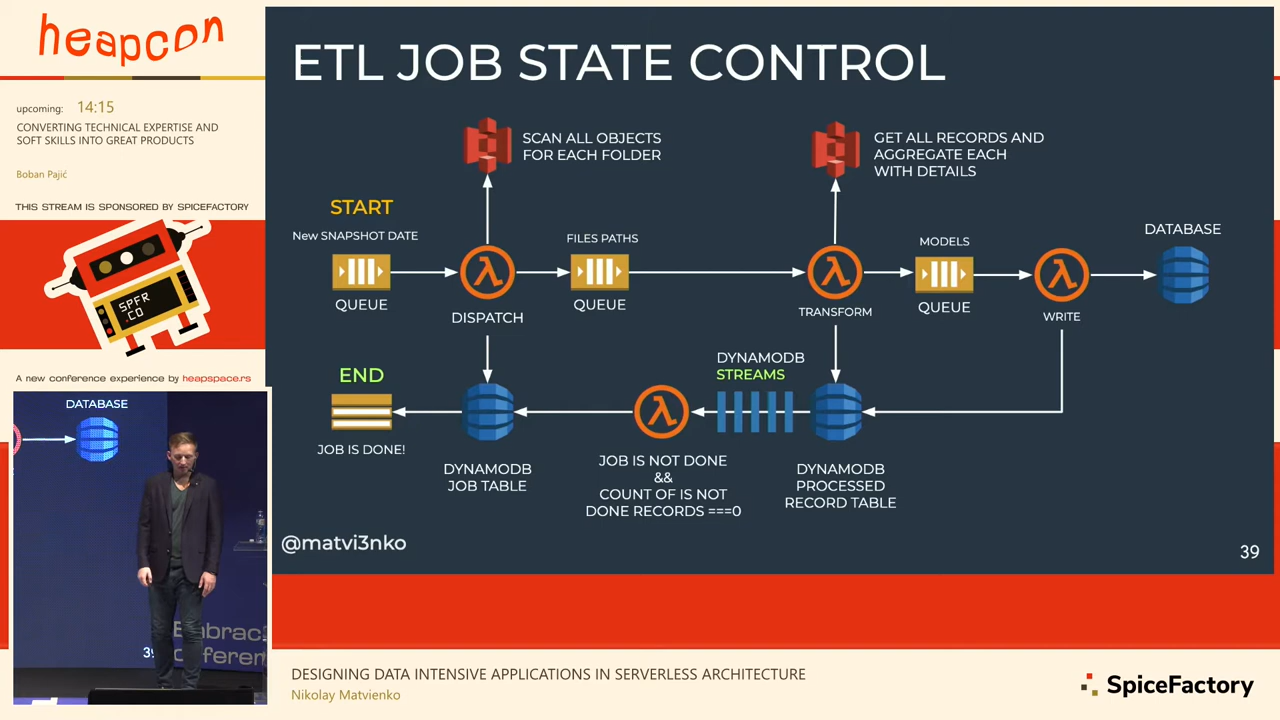 heapcon
upcoming: 14:15
CONVERTING TECHNICAL EXPERTISE AND
SOFT SKILLS INTO GREAT PRODUCTS
Boban Pajić
THIS STREAM IS SPONSORED BY SPICEFACTORY
SPFR
.CO
A new conference experience by heapspace.rs
DATABASE
39
Embrac
onferen
ETL JOB STATE CONTROL
SCAN ALL OBJECTS
FOR EACH FOLDER
GET ALL RECORDS AND
AGGREGATE EACH
WITH DETAILS
START
New SNAPSHOT DATE
QUEUE
DISPATCH
FILES PATHS
QUEUE
TRANSFORM
MODELS
QUEUE
WRITE
DATABASE
END
JOB IS DONE!
DYNAMODB
JOB TABLE
JOB IS NOT DONE
&&
COUNT OF IS NOT
DONE RECORDS ===0
DYNAMODB
STREAMS
DYNAMODB
PROCESSED
RECORD TABLE
@matvi3nko
39
DESIGNING DATA INTENSIVE APPLICATIONS IN SERVERLESS ARCHITECTURE
Nikolay Matvienko
SpiceFactory